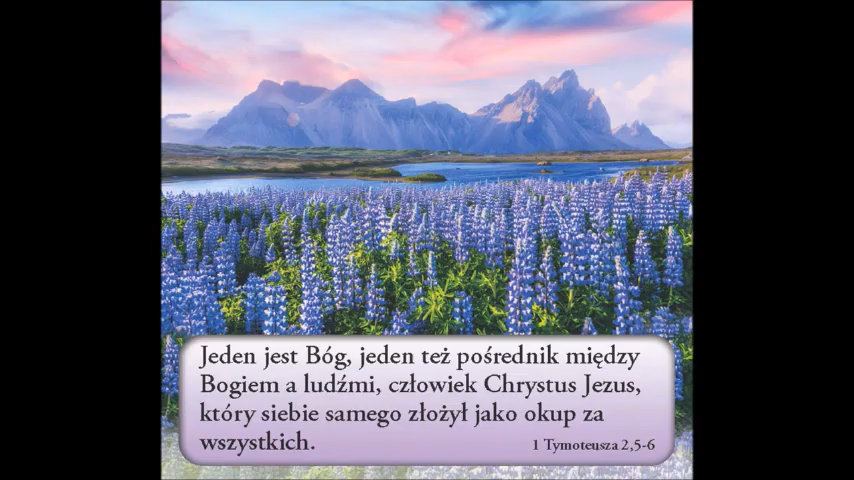 Jeden jest Bóg, jeden też pośrednik między
Bogiem a ludźmi, człowiek Chrystus Jezus,
który siebie samego złożył jako okup za
wszystkich.
1 Tymoteusza 2,5-6